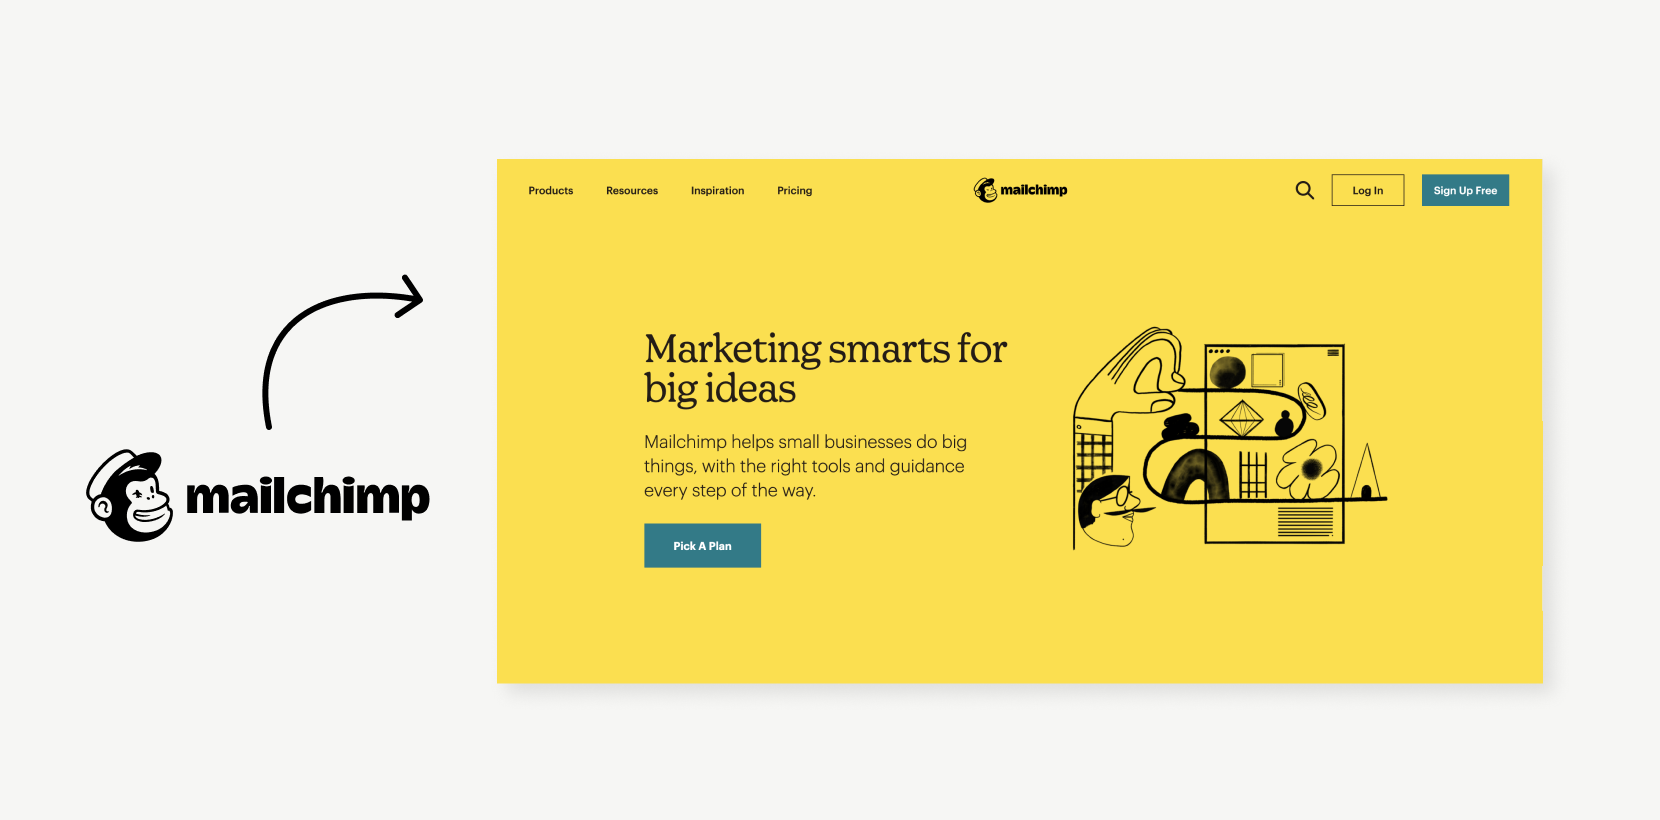 mailchimp
Products Resources Inspiration Pricing mailchimp Log In Sign Up Free
Marketing smarts for
big ideas
Mailchimp helps small businesses do big
things, with the right tools and guidance
every step of the way.
Pick A Plan